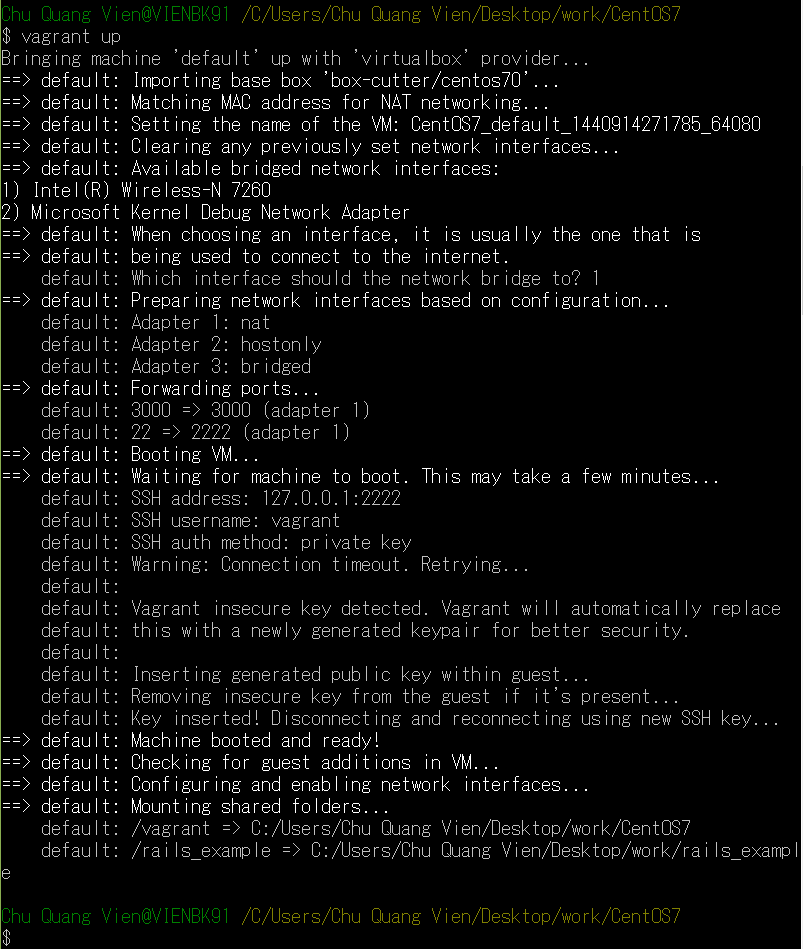 Chu Quang Vien@VIENBK91 /C/Users/Chu Quang Vien/Desktop/work/CentOS7
$ vagrant up
Bringing machine 'default' up with 'virtualbox' provider...
==> default: Importing base box 'box-cutter/centos70'...
==> default: Matching MAC address for NAT networking...
==> default: Setting the name of the VM: CentOS7_default_1440914271785_64080
==> default: Clearing any previously set network interfaces...
==> default: Available bridged network interfaces:
1) Intel(R) Wireless-N 7260
2) Microsoft Kernel Debug Network Adapter
==> default: When choosing an interface, it is usually the one that is
==> default: being used to connect to the internet.
    default: Which interface should the network bridge to? 1
==> default: Preparing network interfaces based on configuration...
    default: Adapter 1: nat
    default: Adapter 2: hostonly
    default: Adapter 3: bridged
==> default: Forwarding ports...
    default: 3000 => 3000 (adapter 1)
    default: 22 => 2222 (adapter 1)
==> default: Booting VM...
==> default: Waiting for machine to boot. This may take a few minutes...
    default: SSH address: 127.0.0.1:2222
    default: SSH username: vagrant
    default: SSH auth method: private key
    default: Warning: Connection timeout. Retrying...
    default:
    default: Vagrant insecure key detected. Vagrant will automatically replace
    default: this with a newly generated keypair for better security.
    default:
    default: Inserting generated public key within guest...
    default: Removing insecure key from the guest if it's present...
    default: Key inserted! Disconnecting and reconnecting using new SSH key...
==> default: Machine booted and ready!
==> default: Checking for guest additions in VM...
==> default: Configuring and enabling network interfaces...
==> default: Mounting shared folders...
    default: /vagrant => C:/Users/Chu Quang Vien/Desktop/work/CentOS7
    default: /rails_example => C:/Users/Chu Quang Vien/Desktop/work/rails_exampl
e
Chu Quang Vien@VIENBK91 /C/Users/Chu Quang Vien/Desktop/work/CentOS7
$